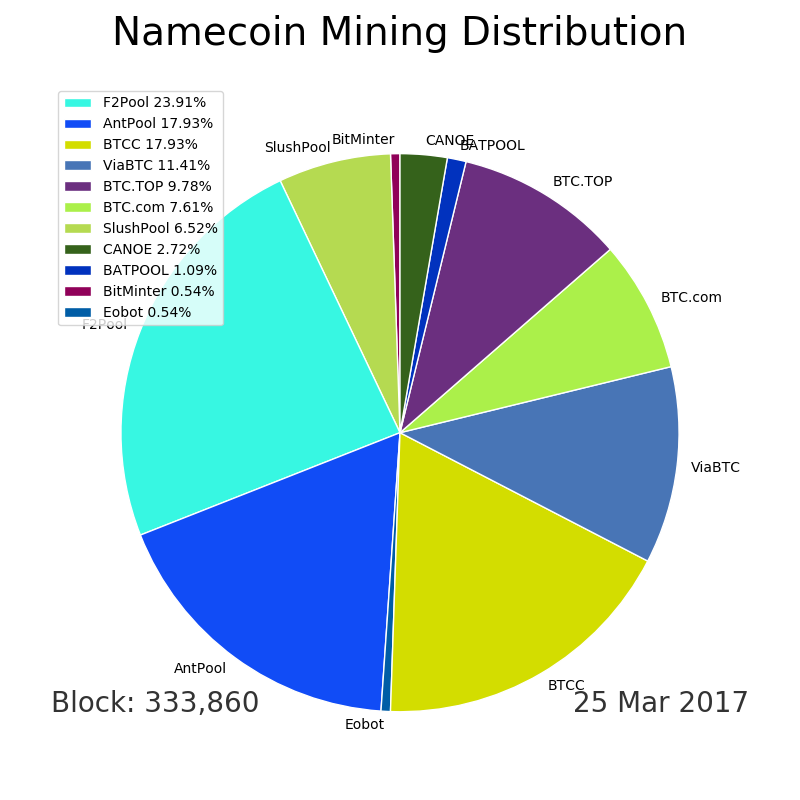 Namecoin Mining Distribution
F2Pool 23.91%
AntPool 17.93%
BTCC 17.93%
ViaBTC 11.41%
BTC.TOP 9.78%
BTC.com 7.61%
SlushPool 6.52%
CANOE 2.72%
BATPOOL 1.09%
BitMinter 0.54%
Eobot 0.54%
SlushPool
BitMinter
CANOE
BATPOOL
BTC.TOP
BTC.com
F2Pool
ViaBTC
AntPool
BTCC
Eobot
Block: 333,860
25 Mar 2017